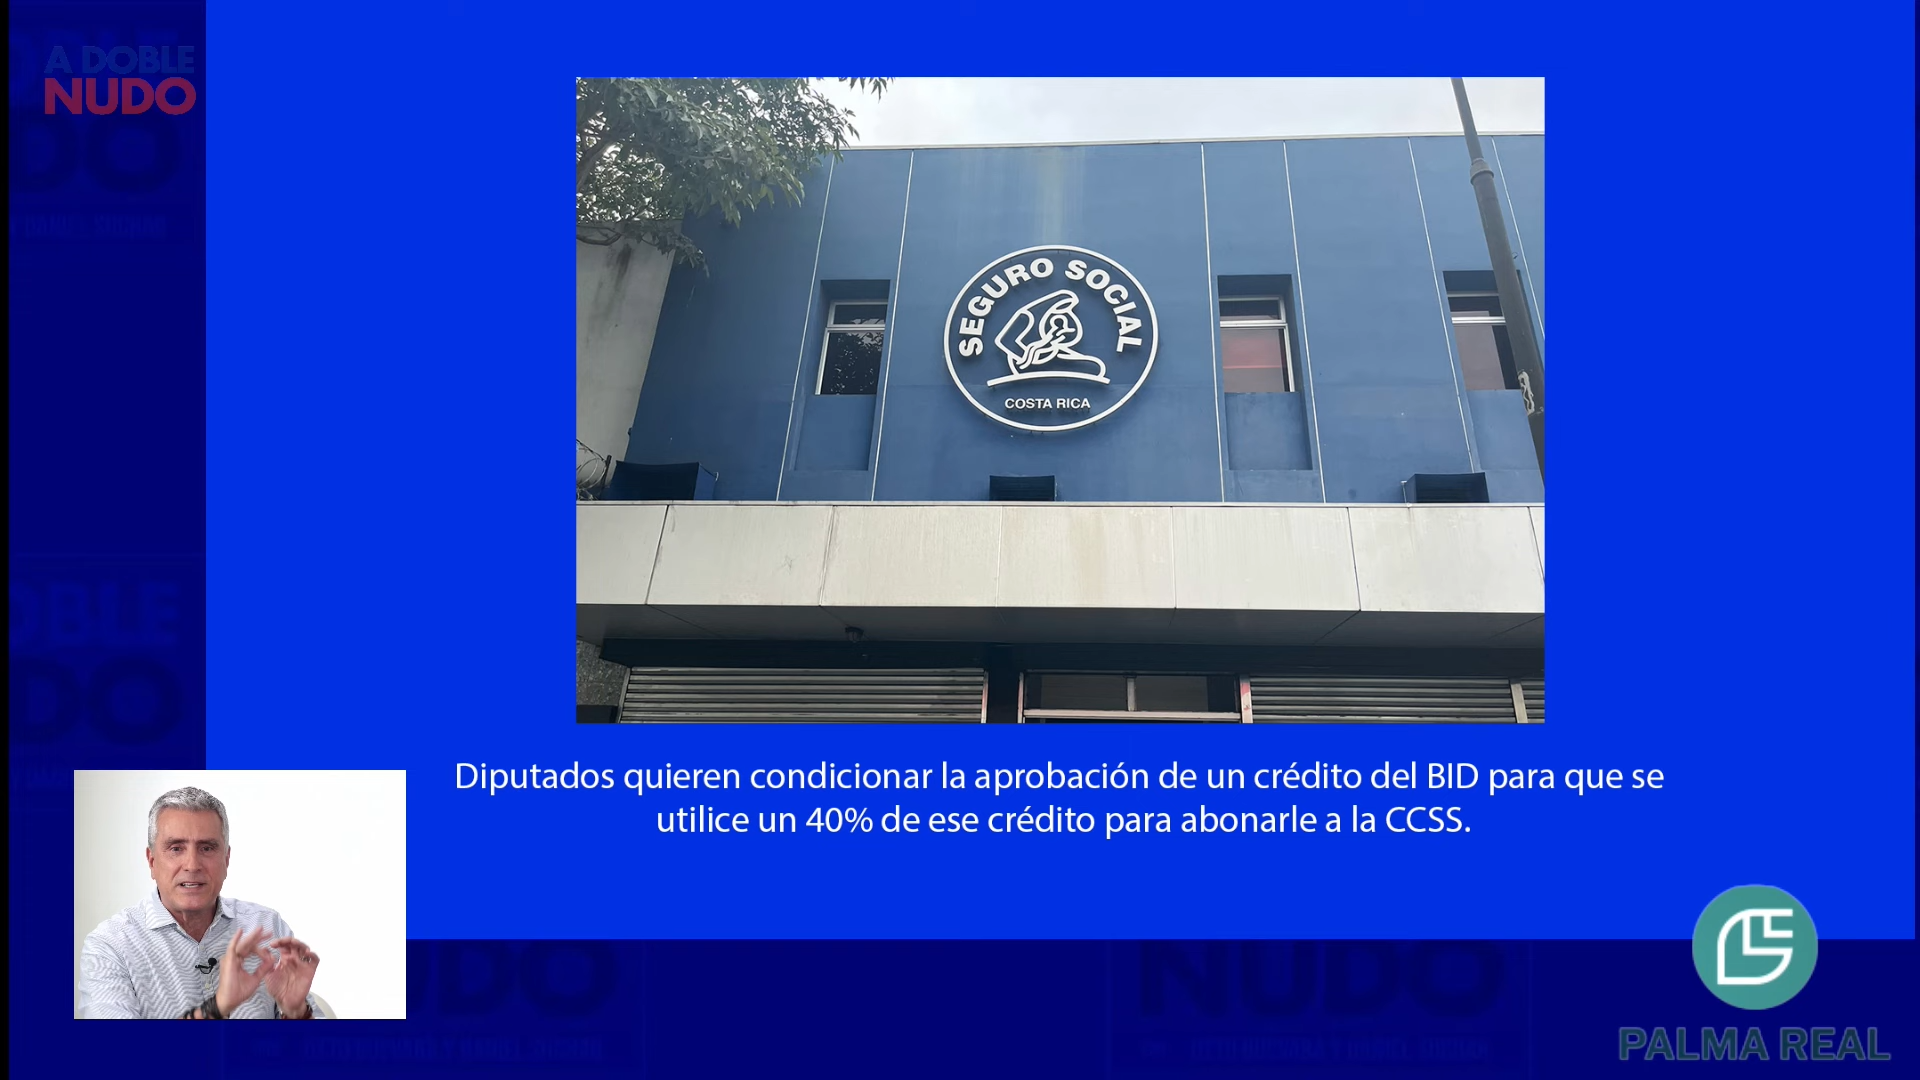 A DOBLE
NUDO
SEGURO SOCIAL
COSTA RICA
Diputados quieren condicionar la aprobación de un crédito del BID para que se
utilice un 40% de ese crédito para abonarle a la CCSS.
PALMA REAL
NUDO